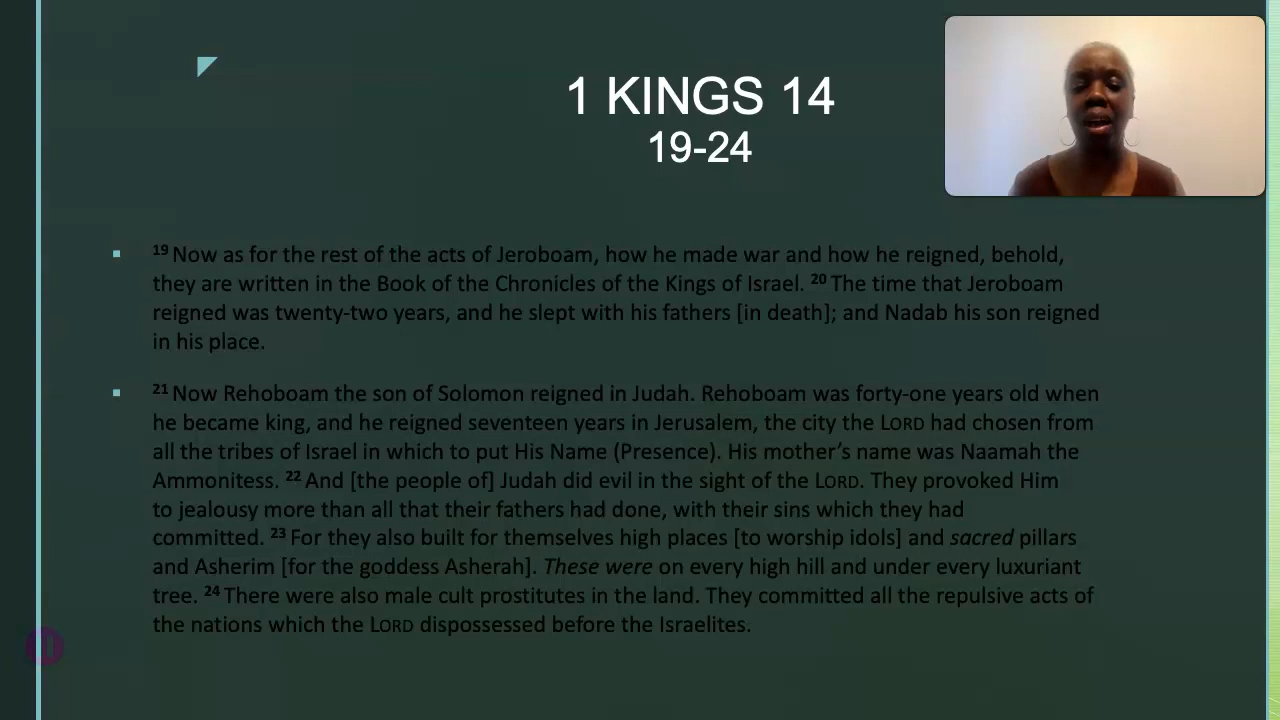 1 KINGS 14
19-24
19 Now as for the rest of the acts of Jeroboam, how he made war and how he reigned, behold,
they are written in the Book of the Chronicles of the Kings of Israel. 20 The time that Jeroboam
reigned was twenty-two years, and he slept with his fathers [in death]; and Nadab his son reigned
in his place.
21 Now Rehoboam the son of Solomon reigned in Judah. Rehoboam was forty-one years old when
he became king, and he reigned seventeen years in Jerusalem, the city the LORD had chosen from
all the tribes of Israel in which to put His Name (Presence). His mother’s name was Naamah the
Ammonitess. 22 And [the people of] Judah did evil in the sight of the LORD. They provoked Him
to jealousy more than all that their fathers had done, with their sins which they had
committed. 23 For they also built for themselves high places [to worship idols] and sacred pillars
and Asherim [for the goddess Asherah]. These were on every high hill and under every luxuriant
tree. 24 There were also male cult prostitutes in the land. They committed all the repulsive acts of
the nations which the LORD dispossessed before the Israelites.